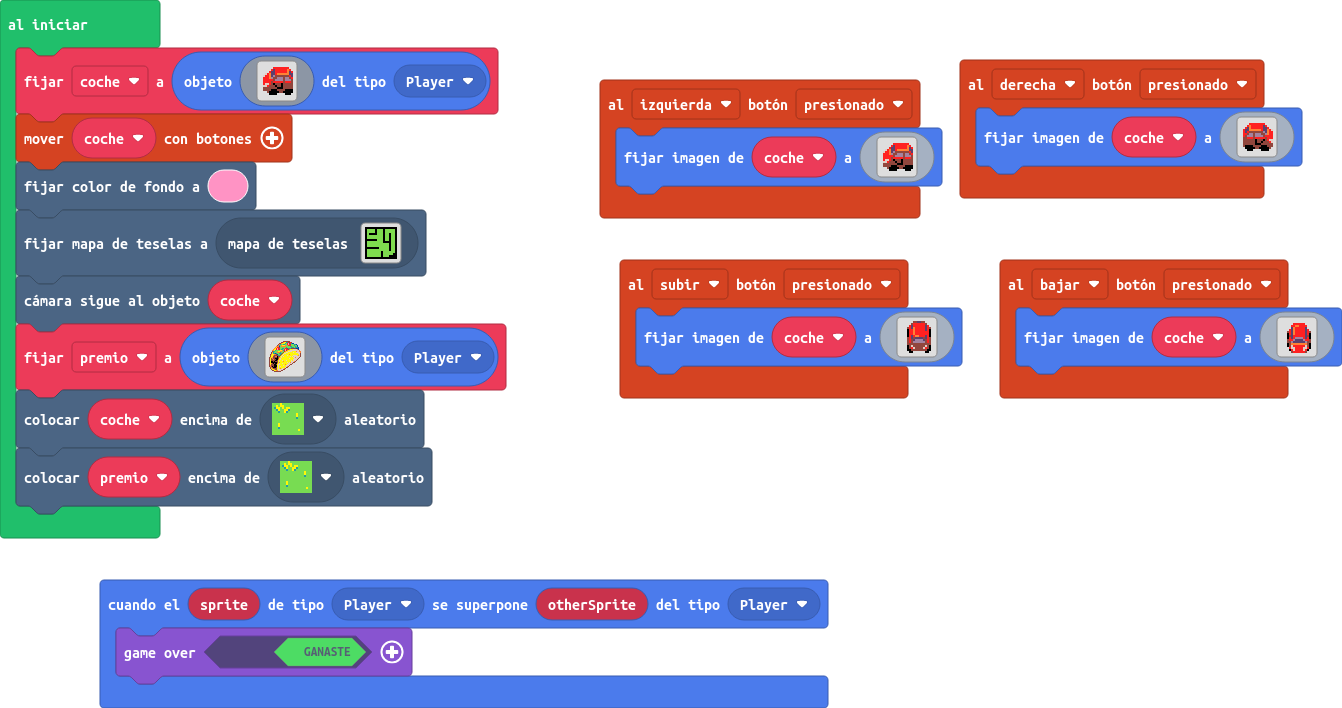 al iniciar
fijar coche a objeto del tipo Player
mover coche con botones
fijar color de fondo a
fijar mapa de teselas a mapa de teselas
cámara sigue al objeto coche
fijar premio a objeto del tipo Player
colocar coche encima de aleatorio
colocar premio encima de aleatorio
al izquierda botón presionado
fijar imagen de coche a
al derecha botón presionado
fijar imagen de coche a
al subir botón presionado
fijar imagen de coche a
al bajar botón presionado
fijar imagen de coche a
cuando el sprite de tipo Player se superpone otherSprite del tipo Player
game over GANASTE